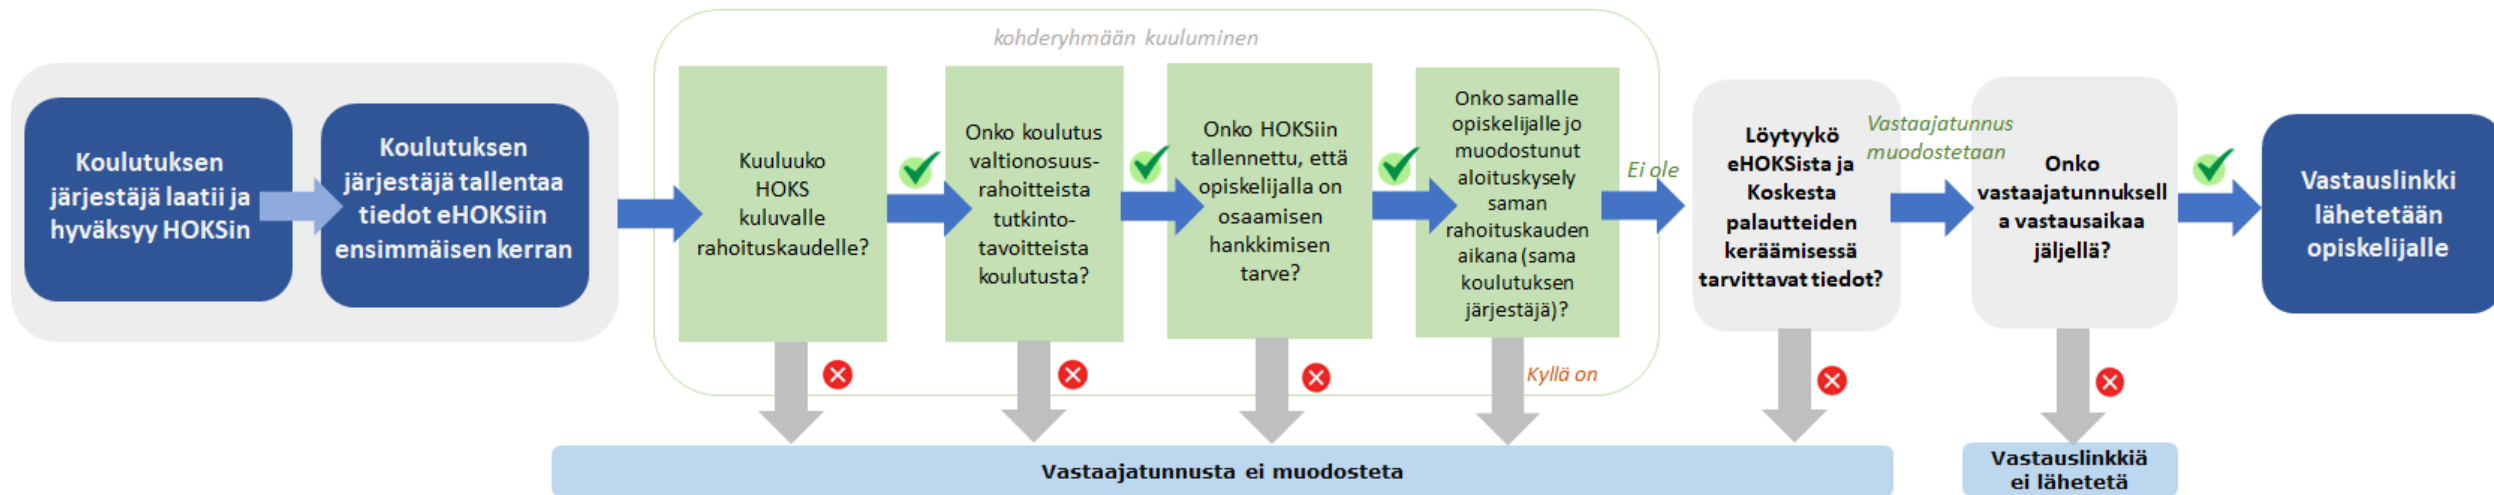 kohderyhmään kuuluminen
Koulutuksen
järjestäjä laatii ja
hyväksyy HOKSin
Koulutuksen
järjestäjä tallentaa
tiedot eHOKSiin
ensimmäisen kerran
Kuuluuko
HOKS
kuluvalle
rahoituskaudelle?
Onko koulutus
valtionosuus-
rahoitteista
tutkinto-
tavoitteista
koulutusta?
Onko HOKSiin
tallennettu, että
opiskelijalla on
osaamisen
hankkimisen
tarve?
Onko samalle
opiskelijalle jo
muodostunut
aloituskysely
saman
rahoituskauden
aikana (sama
koulutuksen
järjestäjä)?
Ei ole
Kyllä on
Löytyykö
eHOKSista ja
Koskesta
palautteiden
keräämisessä
tarvittavat tiedot?
Vastaajatunnus
muodostetaan
Onko
vastaajatunnuksell
a vastausaikaa
jäljellä?
Vastauslinkki
lähetetään
opiskelijalle
Vastaajatunnusta ei muodosteta
Vastauslinkkiä
ei lähetetä